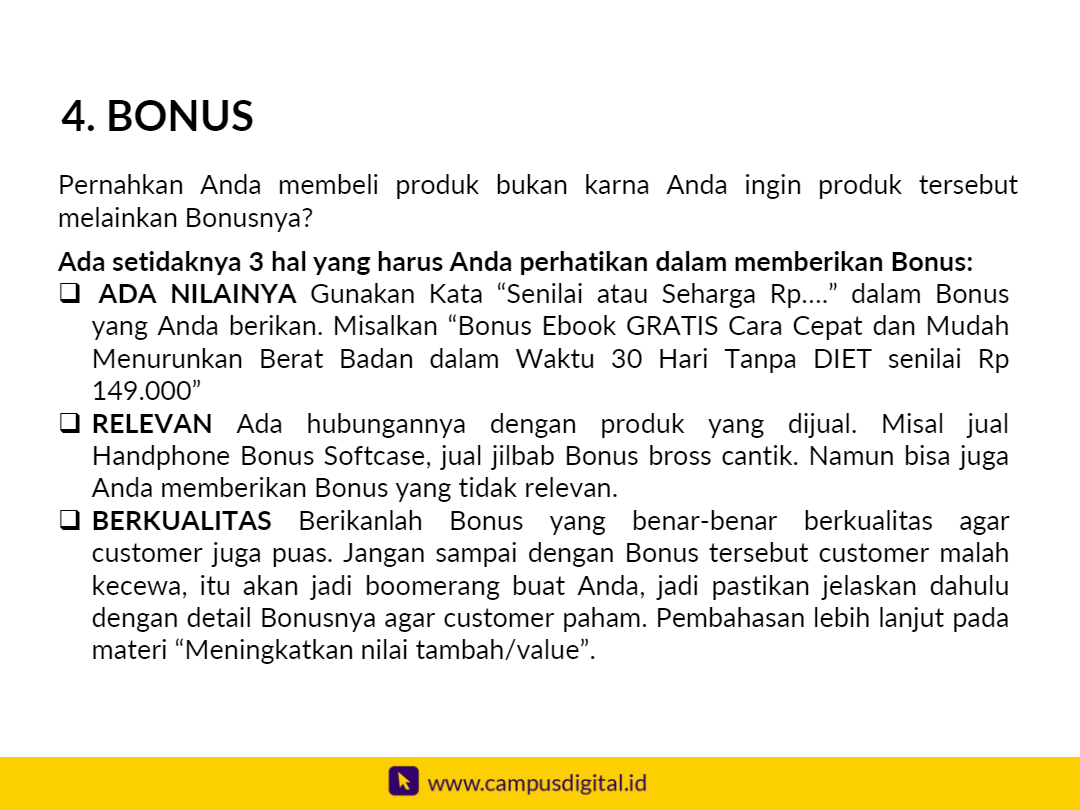 4. BONUS
Pernahkan Anda membeli produk bukan karna Anda ingin produk tersebut
melainkan Bonusnya?
Ada setidaknya 3 hal yang harus Anda perhatikan dalam memberikan Bonus:
❑ ADA NILAINYA Gunakan Kata “Senilai atau Seharga Rp....” dalam Bonus
yang Anda berikan. Misalkan “Bonus Ebook GRATIS Cara Cepat dan Mudah
Menurunkan Berat Badan dalam Waktu 30 Hari Tanpa DIET senilai Rp
149.000”
❑ RELEVAN Ada hubungannya dengan produk yang dijual. Misal jual
Handphone Bonus Softcase, jual jilbab Bonus bross cantik. Namun bisa juga
Anda memberikan Bonus yang tidak relevan.
❑ BERKUALITAS Berikanlah Bonus yang benar-benar berkualitas agar
customer juga puas. Jangan sampai dengan Bonus tersebut customer malah
kecewa, itu akan jadi boomerang buat Anda, jadi pastikan jelaskan dahulu
dengan detail Bonusnya agar customer paham. Pembahasan lebih lanjut pada
materi “Meningkatkan nilai tambah/value”.
www.campusdigital.id